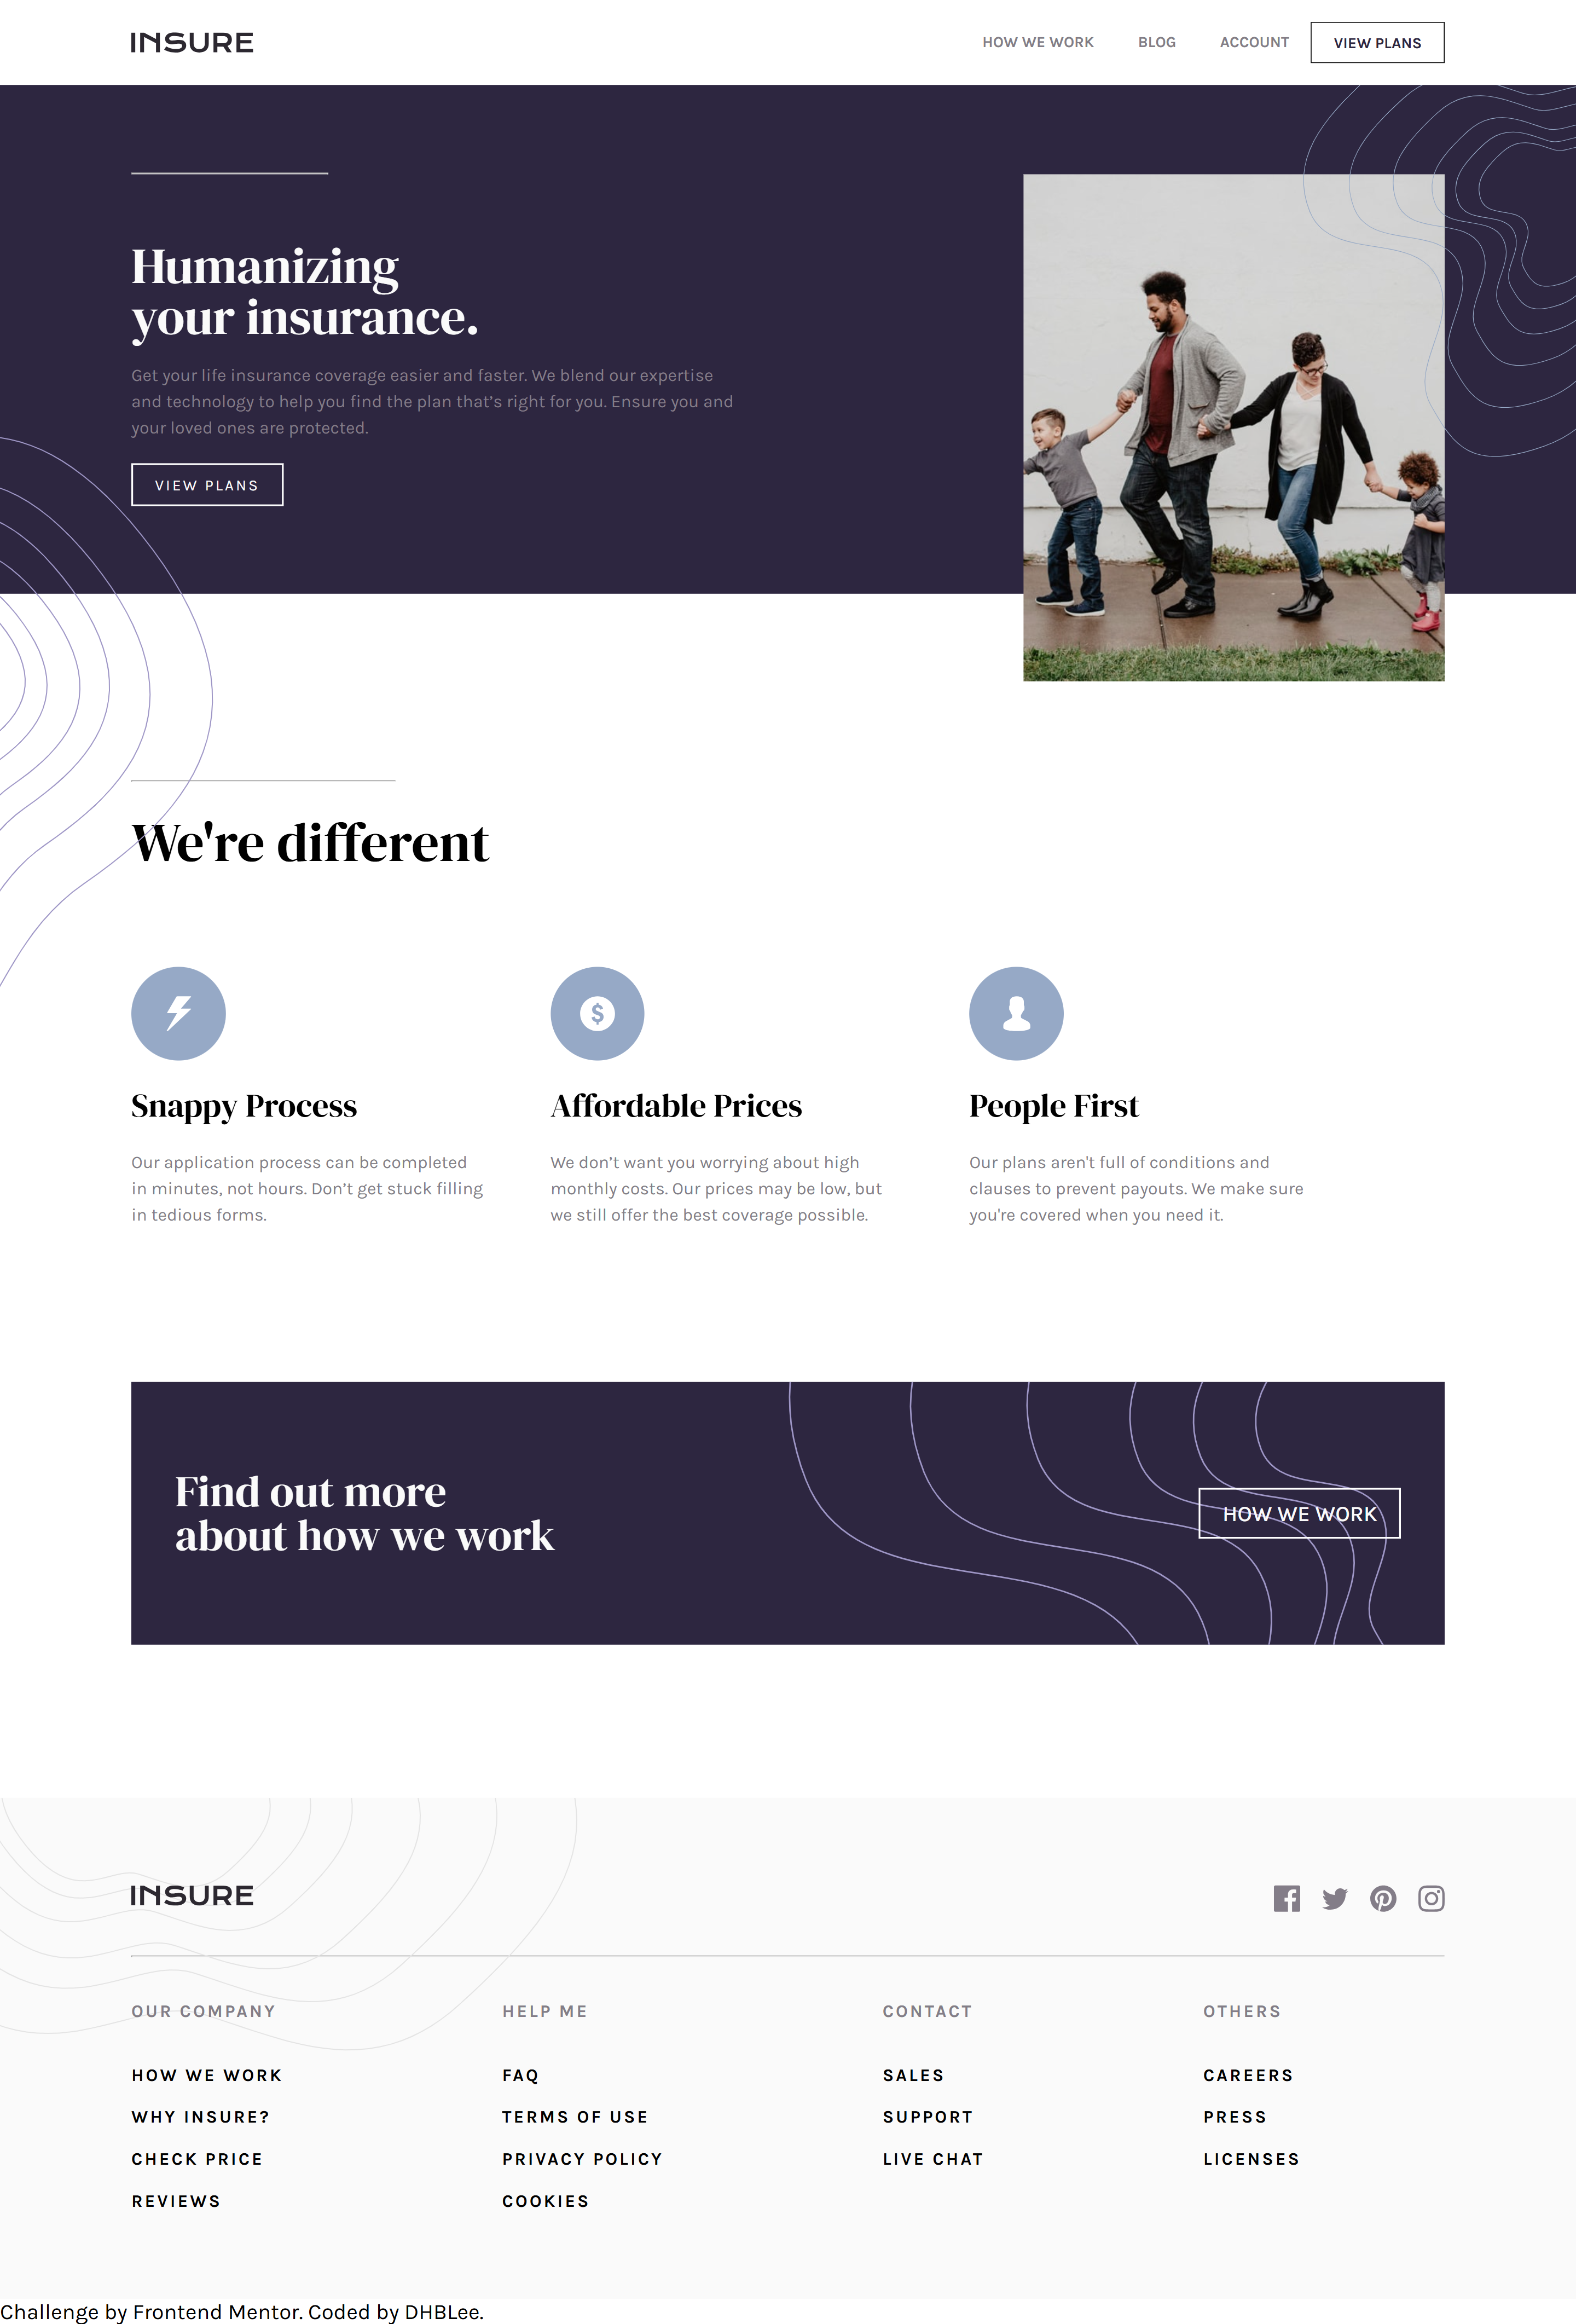 INSURE
HOW WE WORK
BLOG
ACCOUNT
VIEW PLANS
Humanizing
your insurance.
Get your life insurance coverage easier and faster. We blend our expertise
and technology to help you find the plan that’s right for you. Ensure you and
your loved ones are protected.
VIEW PLANS
We're different
Snappy Process
Our application process can be completed
in minutes, not hours. Don’t get stuck filling
in tedious forms.
Affordable Prices
We don’t want you worrying about high
monthly costs. Our prices may be low, but
we still offer the best coverage possible.
People First
Our plans aren't full of conditions and
clauses to prevent payouts. We make sure
you're covered when you need it.
Find out more
about how we work
HOW WE WORK
INSURE
OUR COMPANY
HOW WE WORK
WHY INSURE?
CHECK PRICE
REVIEWS
HELP ME
FAQ
TERMS OF USE
PRIVACY POLICY
COOKIES
CONTACT
SALES
SUPPORT
LIVE CHAT
OTHERS
CAREERS
PRESS
LICENSES
Challenge by Frontend Mentor. Coded by DHBLee.